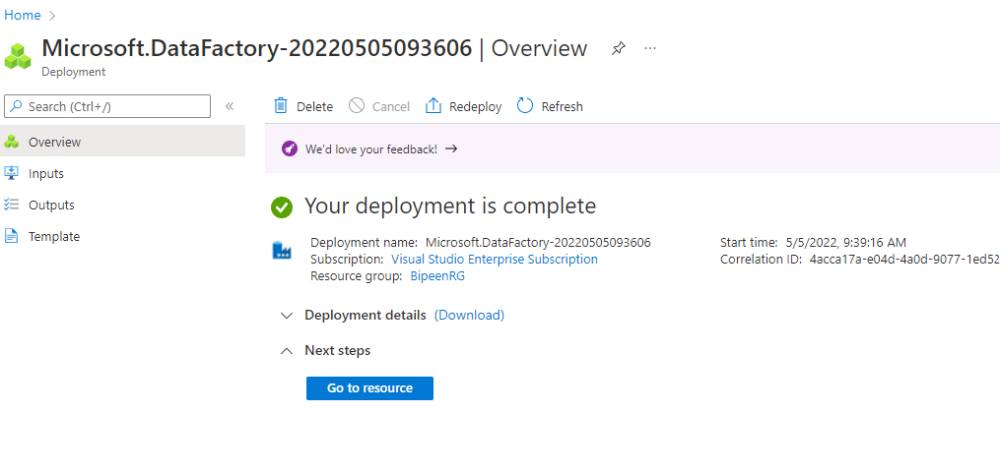 Home
Microsoft.DataFactory-20220505093606 | Overview
Deployment
Search (Ctrl+/)
Overview
Inputs
Outputs
Template
Delete Cancel Redeploy Refresh
We'd love your feedback!
Your deployment is complete
Deployment name: Microsoft.DataFactory-20220505093606
Subscription: Visual Studio Enterprise Subscription
Resource group: BipeenRG
Start time: 5/5/2022, 9:39:16 AM
Correlation ID: 4acca17a-e04d-4a0d-9077-1ed52
Deployment details (Download)
Next steps
Go to resource